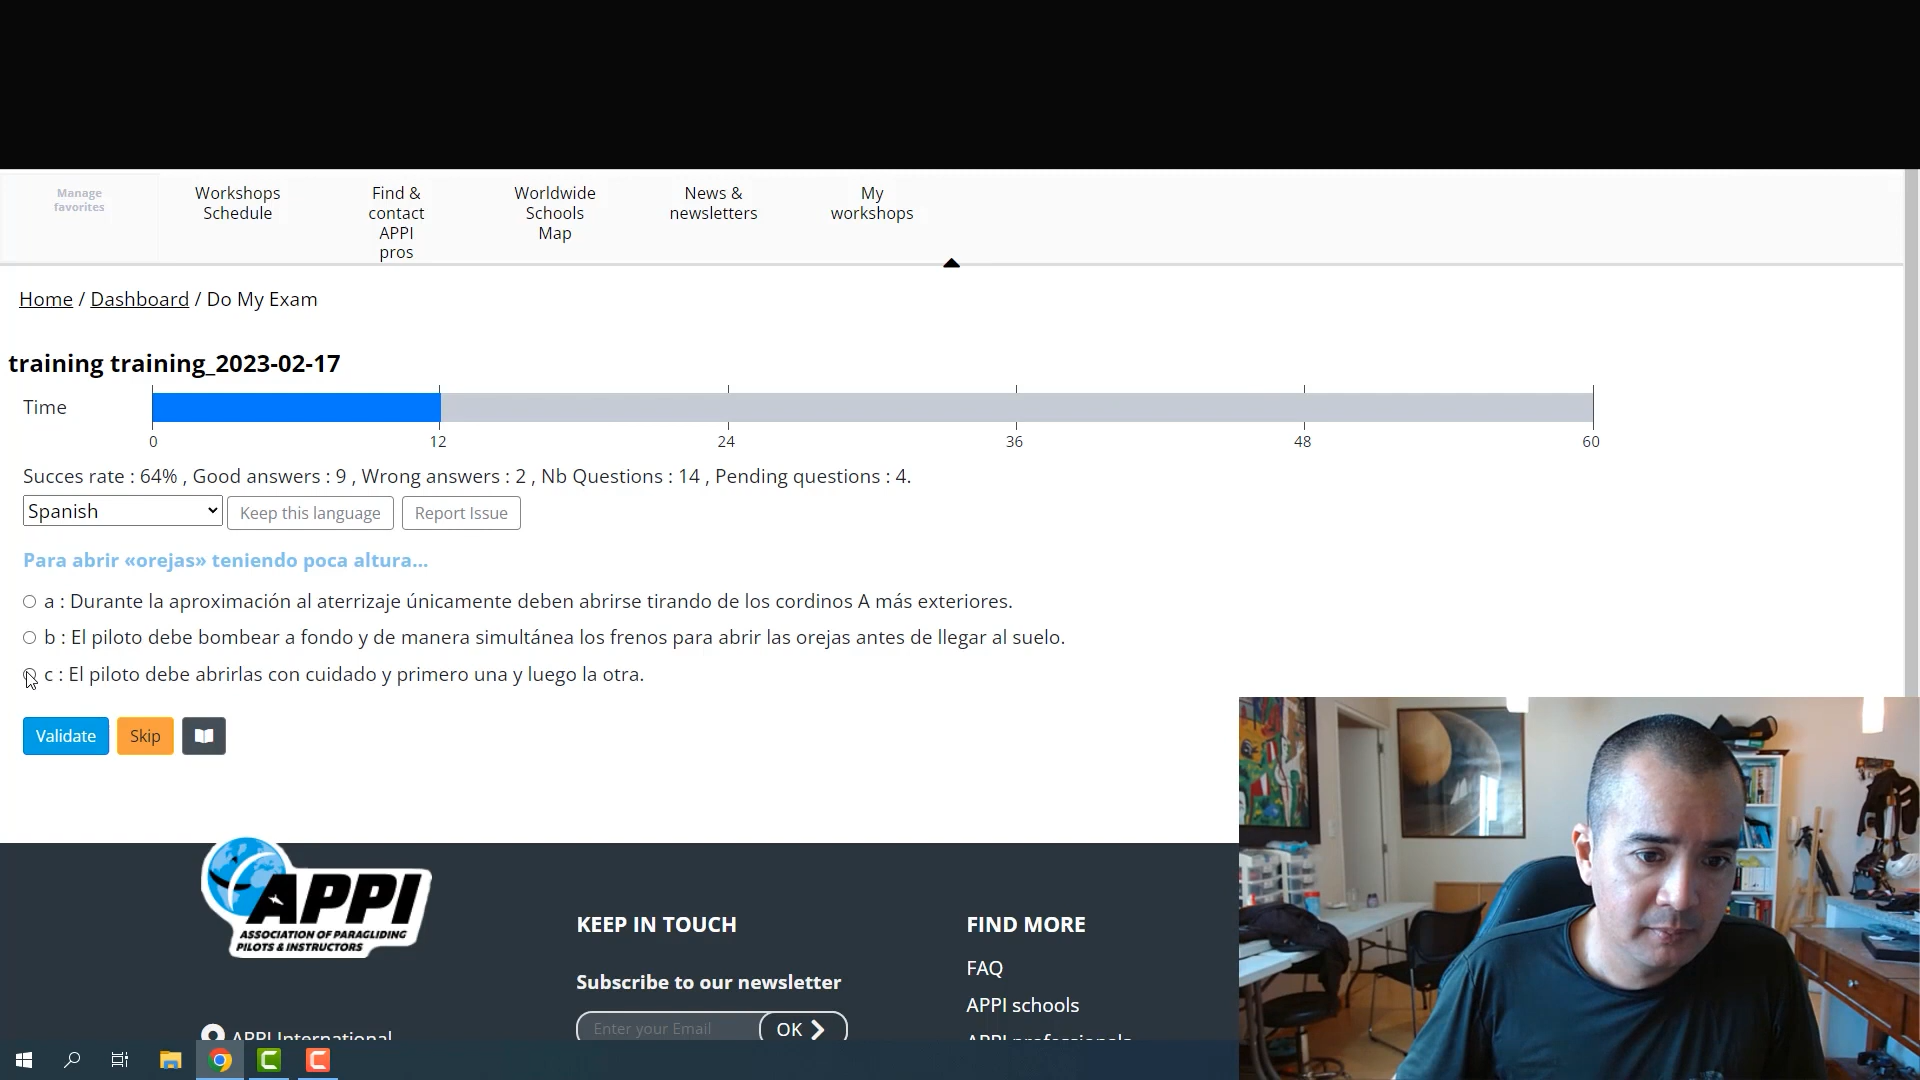 Manage
favorites
Workshops
Schedule
Find &
contact
APPI
pros
Worldwide
Schools
Map
News &
newsletters
My
workshops
Home / Dashboard / Do My Exam
training training_2023-02-17
Time
0 12 24 36 48 60
Succes rate : 64% , Good answers : 9 , Wrong answers : 2 , Nb Questions : 14 , Pending questions : 4.
Spanish
Keep this language
Report Issue
Para abrir «orejas» teniendo poca altura...
a : Durante la aproximación al aterrizaje únicamente deben abrirse tirando de los cordinos A más exteriores.
b : El piloto debe bombear a fondo y de manera simultánea los frenos para abrir las orejas antes de llegar al suelo.
c : El piloto debe abrirlas con cuidado y primero una y luego la otra.
Validate
Skip
APPI
ASSOCIATION OF PARAGLIDING
PILOTS & INSTRUCTORS
APPI International
KEEP IN TOUCH
Subscribe to our newsletter
Enter your Email
OK
FIND MORE
FAQ
APPI schools
APPI professionals